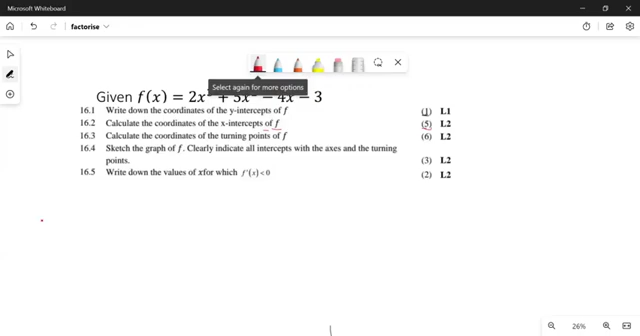 Microsoft Whiteboard
factorise
Select again for more options
Given f(x) = 2x + 5x − 4x − 3
16.1 Write down the coordinates of the y-intercepts of f (1) L1
16.2 Calculate the coordinates of the x-intercepts of f (5) L2
16.3 Calculate the coordinates of the turning points of f (6) L2
16.4 Sketch the graph of f. Clearly indicate all intercepts with the axes and the turning
points. (3) L2
16.5 Write down the values of x for which f'(x) < 0 (2) L2
26%